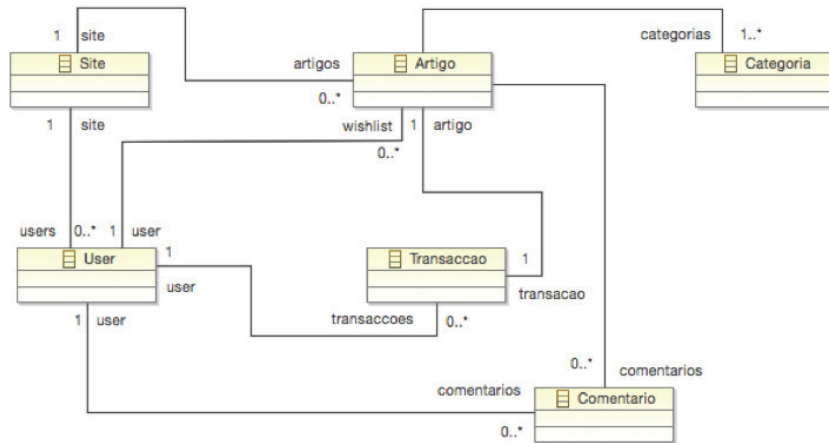 1 site
categorias 1..*
Site
artigos
Artigo
Categoria
0..*
1 site
wishlist 1 artigo
0..*
users 0..* 1 user
1
User
Transaccao
1
user
transacao
transaccoes 0..*
1 user
0..* comentarios
comentarios
Comentario
0..*